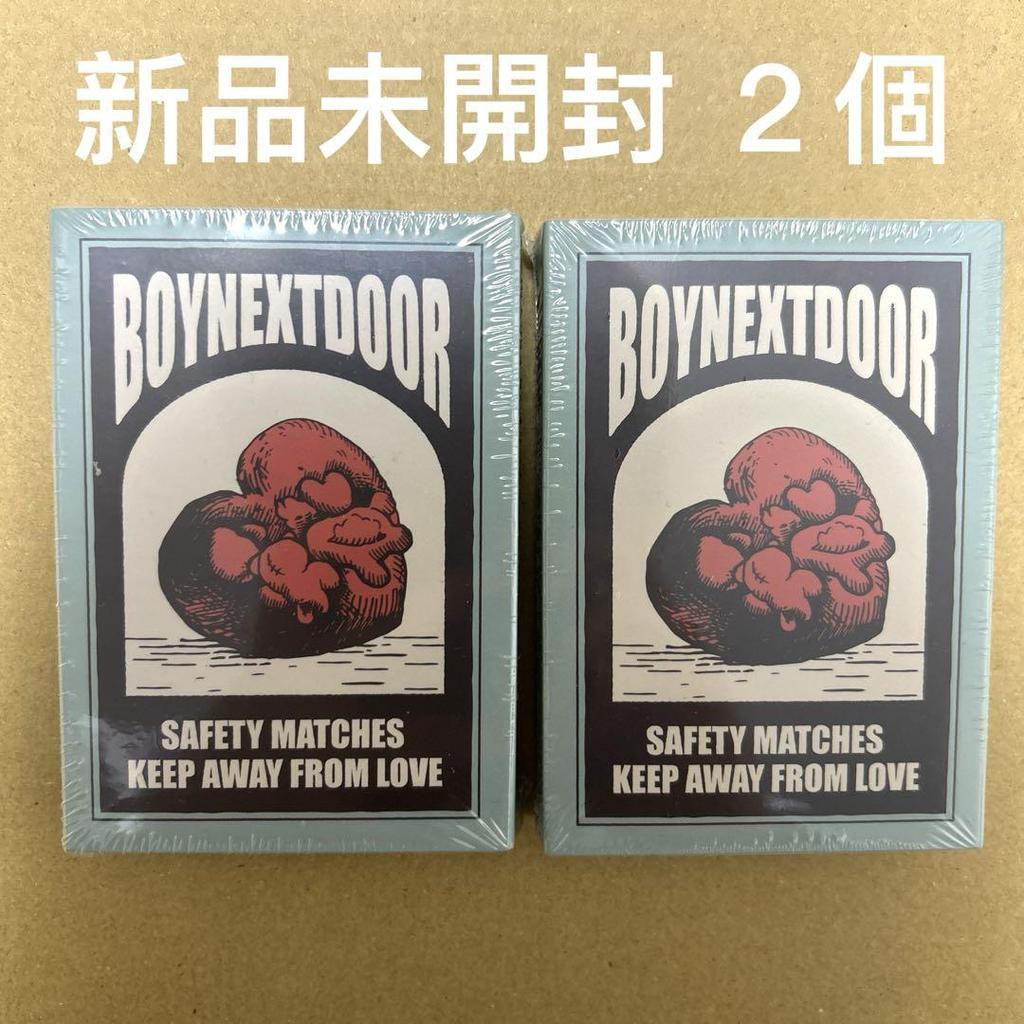 新品未開封 2個
BOYNEXTDOOR
SAFETY MATCHES
KEEP AWAY FROM LOVE
BOYNEXTDOOR
SAFETY MATCHES
KEEP AWAY FROM LOVE